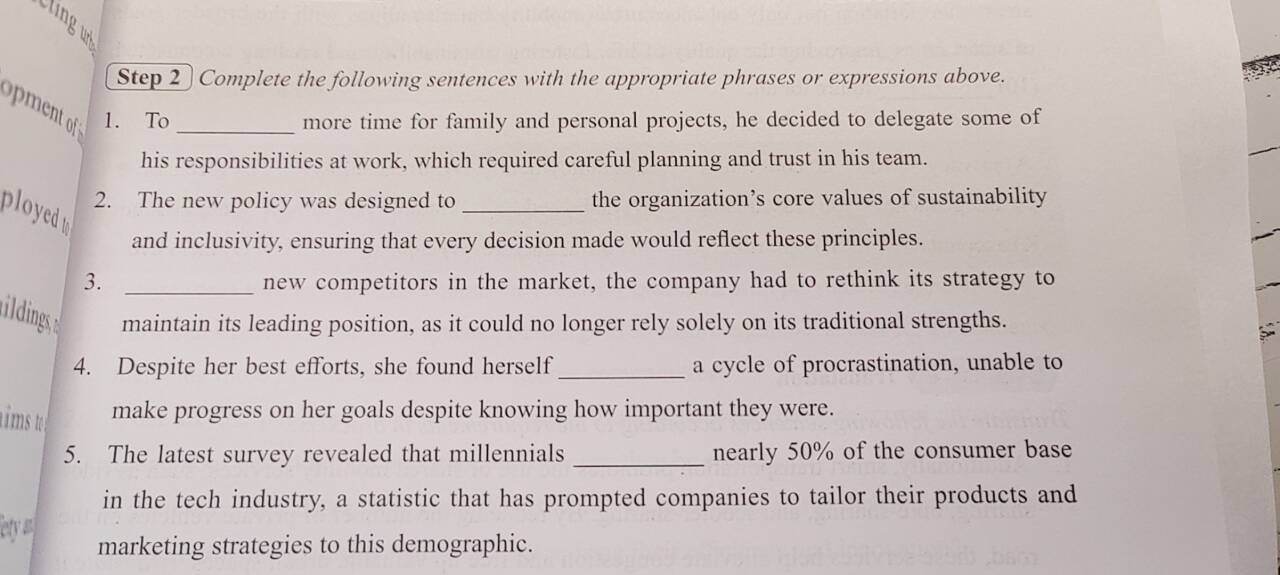 Step 2 Complete the following sentences with the appropriate phrases or expressions above.
1. To __________ more time for family and personal projects, he decided to delegate some of
his responsibilities at work, which required careful planning and trust in his team.
2. The new policy was designed to __________ the organization's core values of sustainability
and inclusivity, ensuring that every decision made would reflect these principles.
3. __________ new competitors in the market, the company had to rethink its strategy to
maintain its leading position, as it could no longer rely solely on its traditional strengths.
4. Despite her best efforts, she found herself __________ a cycle of procrastination, unable to
make progress on her goals despite knowing how important they were.
5. The latest survey revealed that millennials __________ nearly 50% of the consumer base
in the tech industry, a statistic that has prompted companies to tailor their products and
marketing strategies to this demographic.